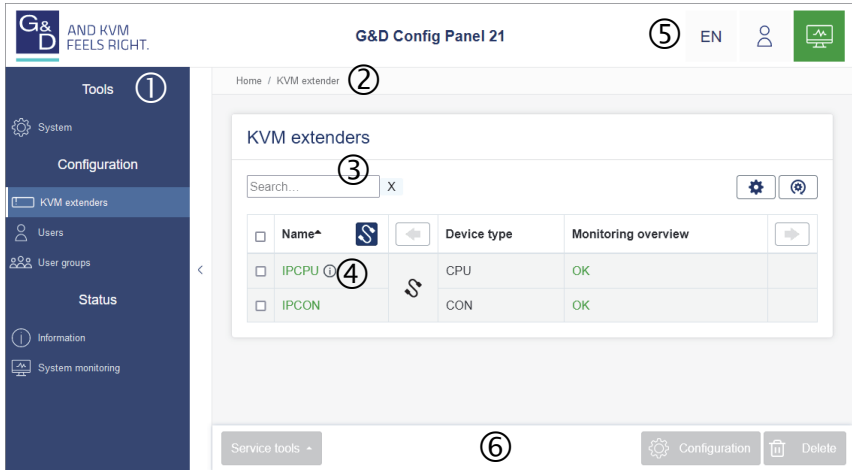 G&D AND KVM
FEELS RIGHT.
G&D Config Panel 21
⑤ EN
Tools ①
Home / KVM extender ②
System
KVM extenders
Configuration
③
Search... X
KVM extenders
Name Device type Monitoring overview
Users
User groups
IPCPU ④ CPU OK
IPCON CON OK
Status
Information
System monitoring
Service tools ⑥ Configuration Delete